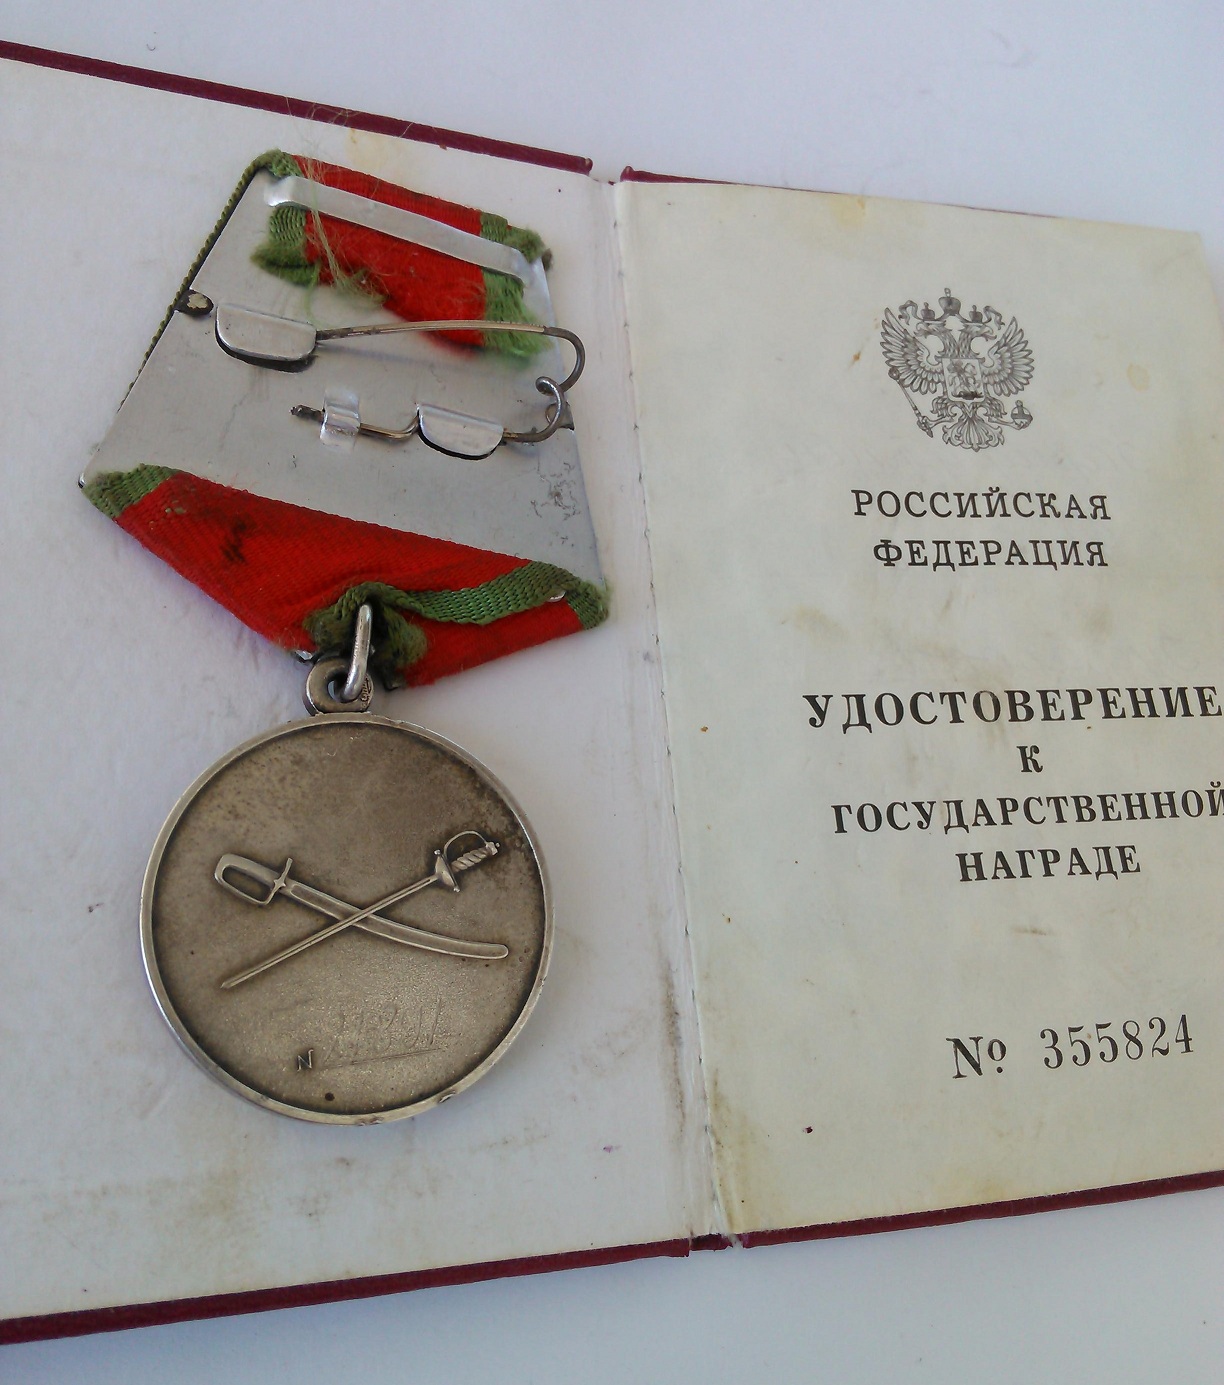 N
РОССИЙСКАЯ
ФЕДЕРАЦИЯ
УДОСТОВЕРЕНИЕ
К
ГОСУДАРСТВЕННОЙ
НАГРАДЕ
№ 355824